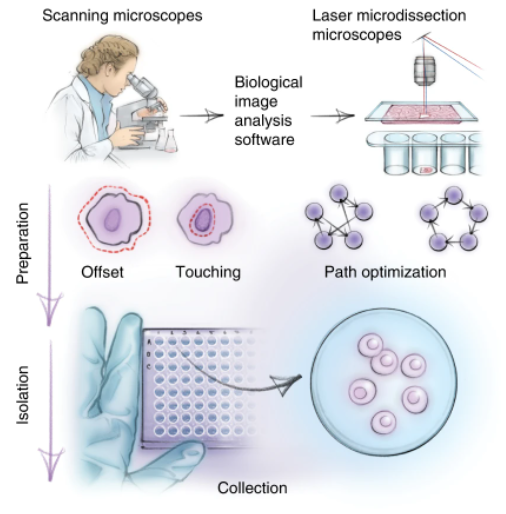 Scanning microscopes
Laser microdissection
microscopes
Biological
image
analysis
software
Preparation
Offset
Touching
Path optimization
Isolation
A
B
C
Collection